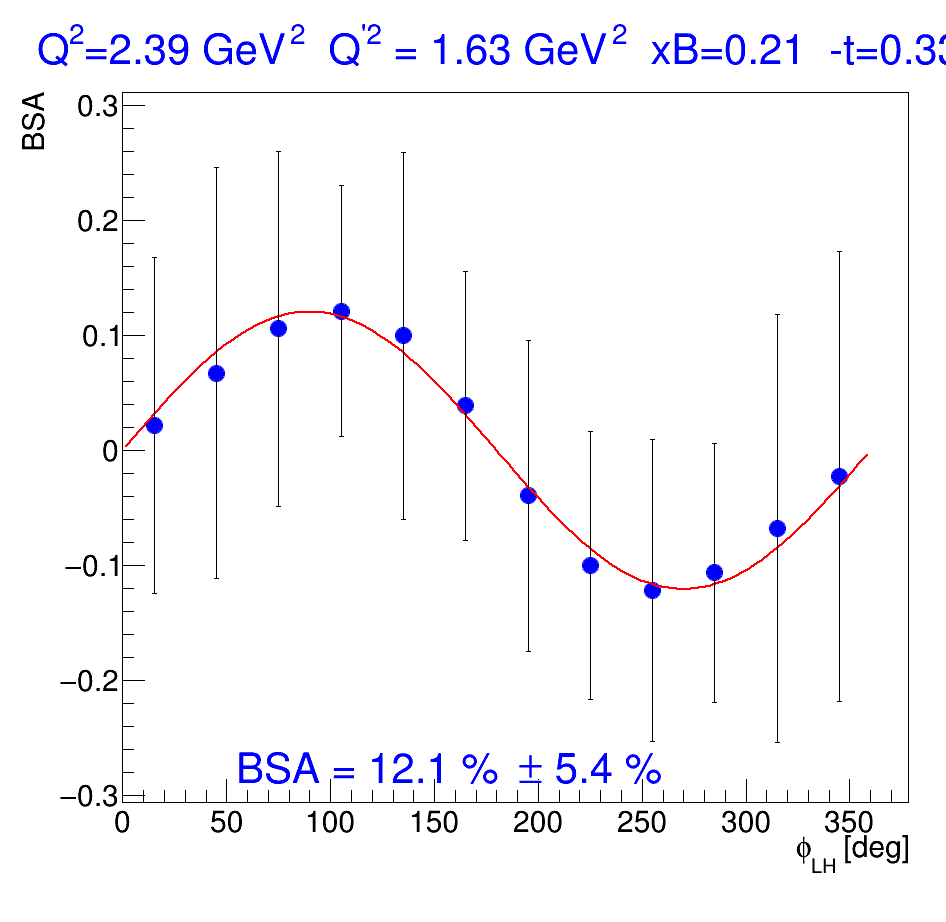 Q²=2.39 GeV² Q'² = 1.63 GeV² xB=0.21 -t=0.33
BSA
0.3
0.2
0.1
0
−0.1
−0.2
−0.3
BSA = 12.1 % ± 5.4 %
0 50 100 150 200 250 300 350
ϕ_LH [deg]